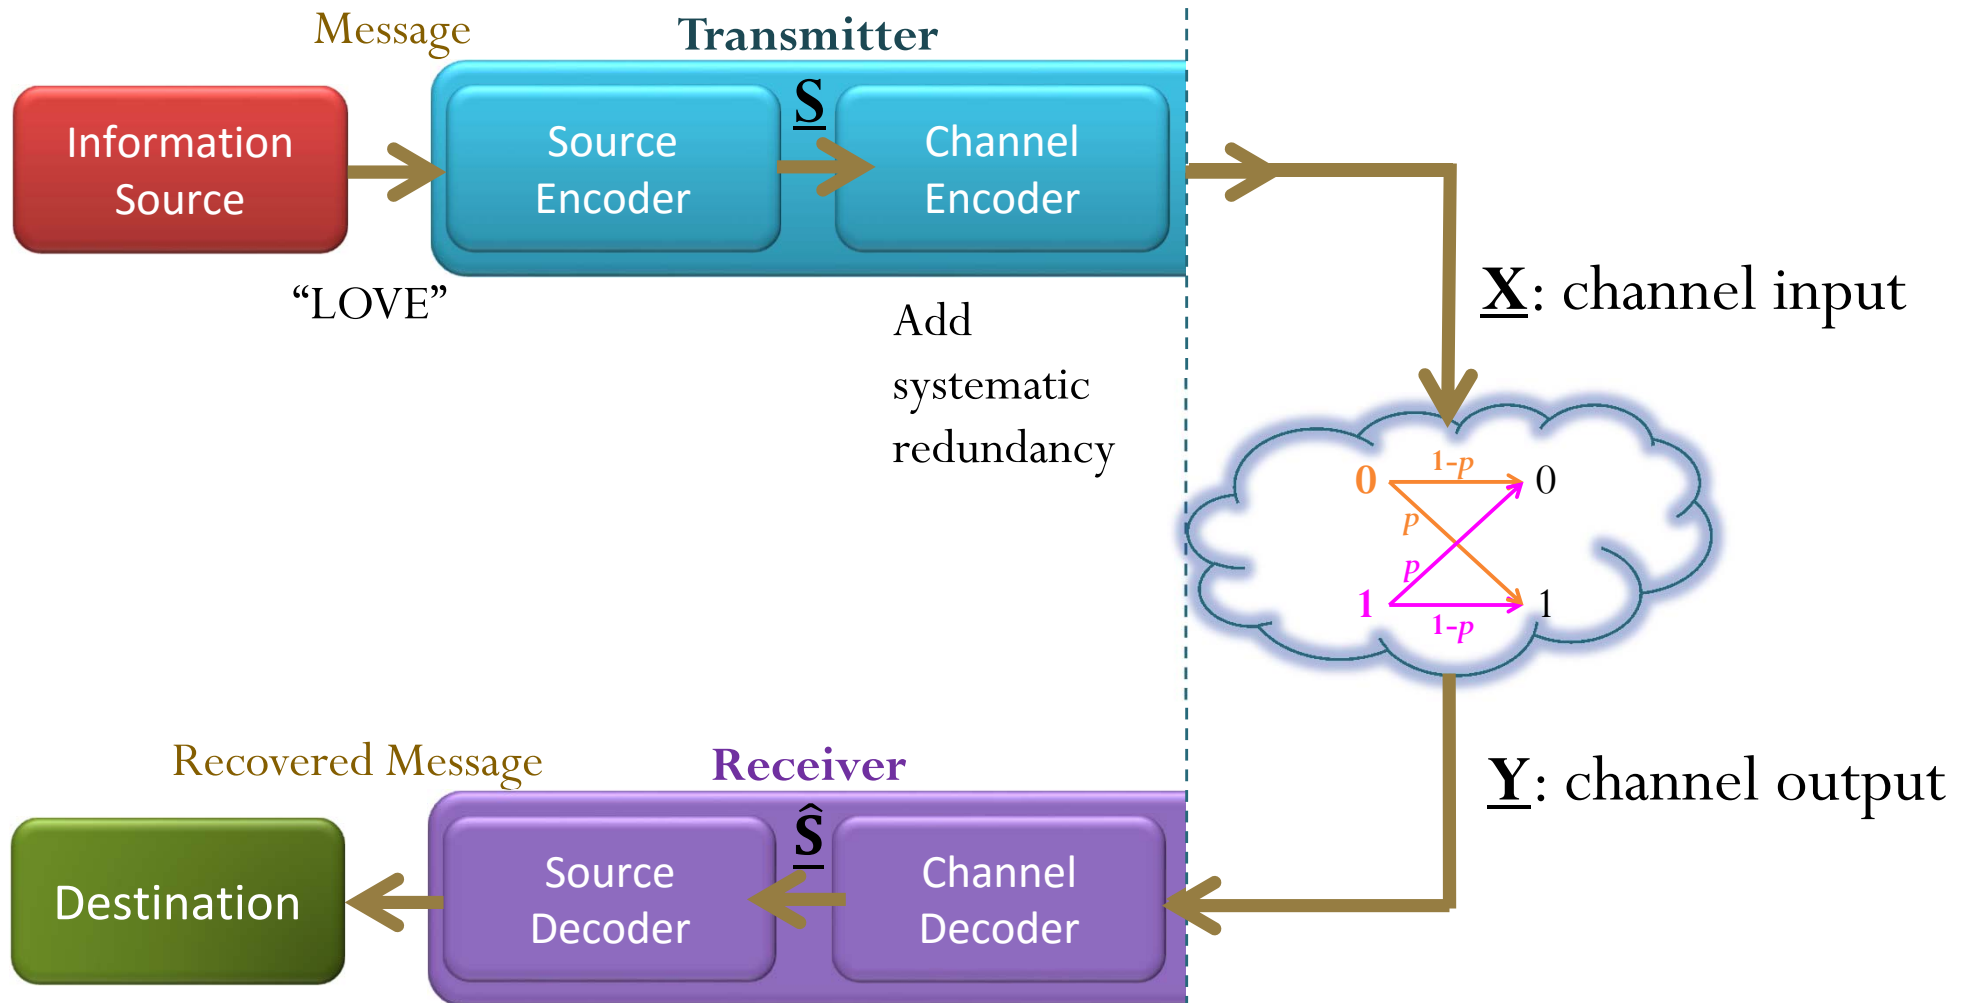 Message
Transmitter
Information
Source
Source
Encoder
S
Channel
Encoder
“LOVE”
Add
systematic
redundancy
X: channel input
1-p
0
0
p
p
1
1
1-p
Y: channel output
Recovered Message
Receiver
Destination
Source
Decoder
Ŝ
Channel
Decoder